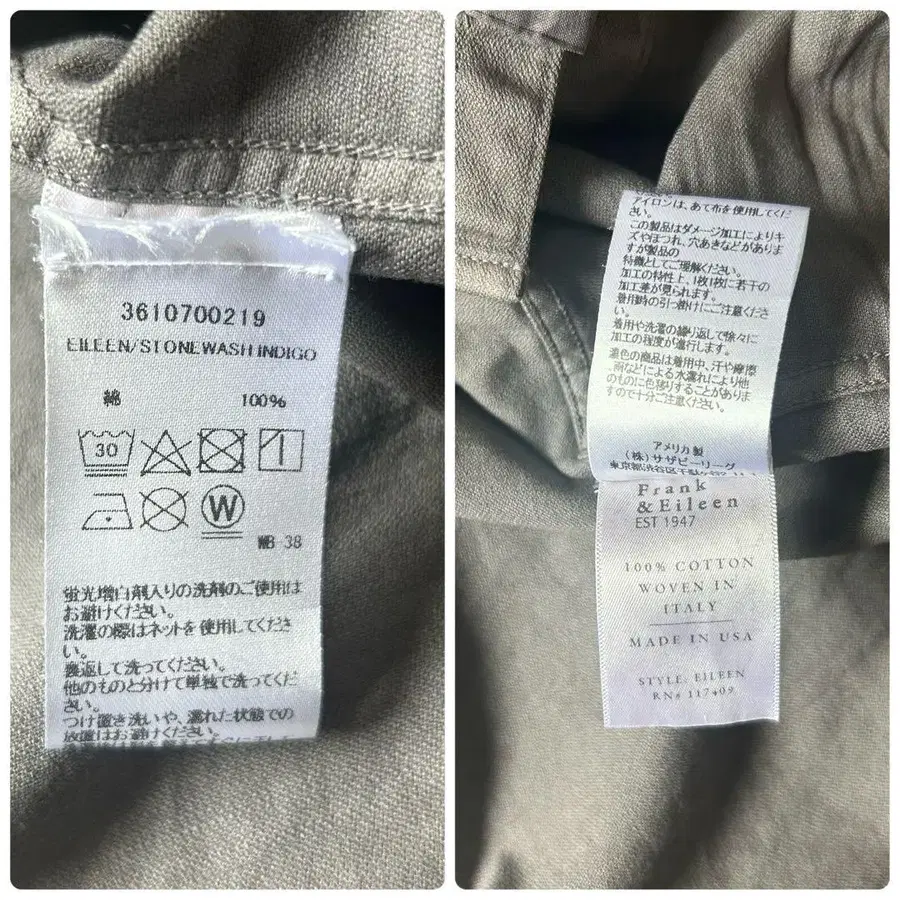 3610700219
EILEEN/STONEWASH INDIGO
綿 100%
30
W
WB 38
蛍光増白剤入りの洗剤のご使用は
お避けください。
洗濯の際はネットを使用してくださ
い。
裏返して洗ってください。
他のものと分けて単独で洗ってくだ
さい。
つけ置き洗いや、濡れた状態での
放置はお避けください。
アイロンは、あて布を使用してくだ
さい。
この製品はダメージ加工によりキ
ズやほつれ、穴あきなどがありま
すが製品の
特徴としてご理解ください。
加工の特性上、1枚1枚に若干の
加工差が見られます。
着用時の引っ掛けにご注意くださ
い。
着用や洗濯の繰り返しで徐々に
加工の程度が進行します。
濃色の商品は着用中、汗や摩擦
、雨などによる水濡れにより他
のものに色移りすることがありま
すので十分ご注意ください。
アメリカ製
(株)サザビーリーグ
東京都渋谷区千駄ヶ谷
Frank
& Eileen
EST 1947
100% COTTON
WOVEN IN
ITALY
MADE IN USA
STYLE. EILEEN
RN# 117409